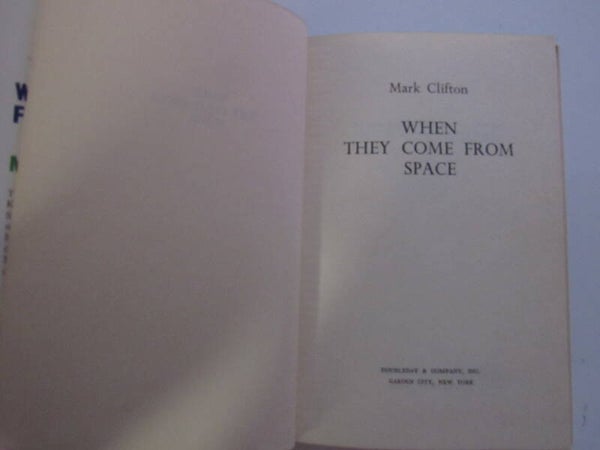 Mark Clifton
WHEN
THEY COME FROM
SPACE
DOUBLEDAY & COMPANY, INC.
GARDEN CITY, NEW YORK